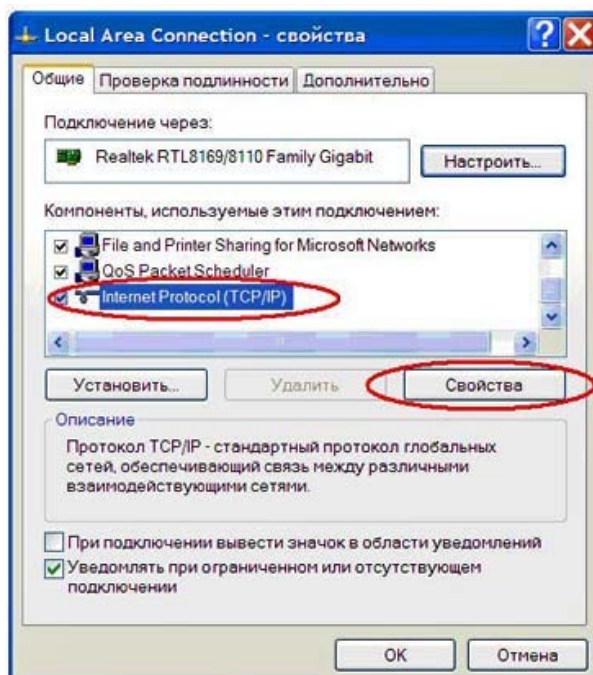 Local Area Connection - свойства
Общие Проверка подлинности Дополнительно
Подключение через:
Realtek RTL8169/8110 Family Gigabit
Настроить...
Компоненты, используемые этим подключением:
File and Printer Sharing for Microsoft Networks
QoS Packet Scheduler
Internet Protocol (TCP/IP)
Установить... Удалить Свойства
Описание
Протокол TCP/IP - стандартный протокол глобальных
сетей, обеспечивающий связь между различными
взаимодействующими сетями.
При подключении вывести значок в области уведомлений
Уведомлять при ограниченном или отсутствующем
подключении
OK Отмена